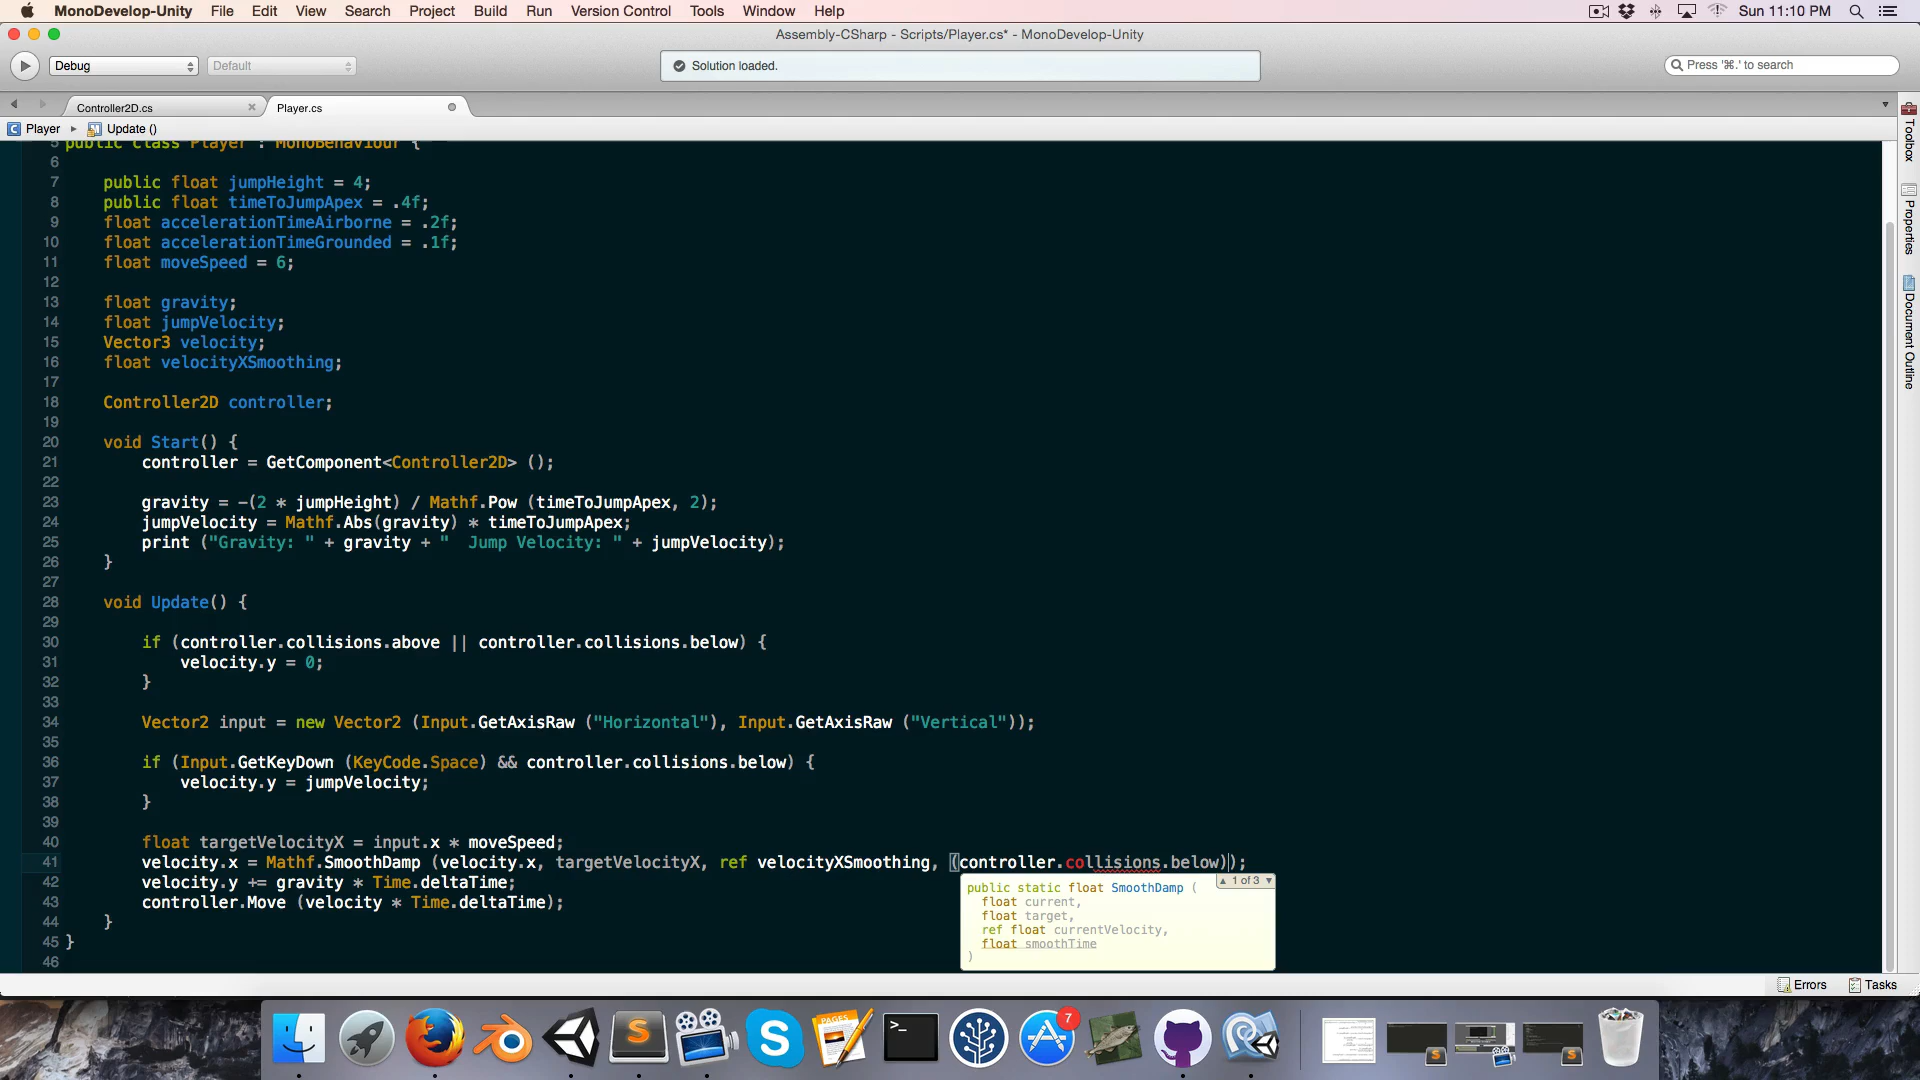 MonoDevelop-Unity File Edit View Search Project Build Run Version Control Tools Window Help Sun 11:10 PM
Assembly-CSharp - Scripts/Player.cs* - MonoDevelop-Unity
Debug Default Solution loaded. Press '⌘.' to search
Controller2D.cs Player.cs
Player Update ()
Toolbox
Properties
Document Outline
5 public class Player : MonoBehaviour {
6
7 public float jumpHeight = 4;
8 public float timeToJumpApex = .4f;
9 float accelerationTimeAirborne = .2f;
10 float accelerationTimeGrounded = .1f;
11 float moveSpeed = 6;
12
13 float gravity;
14 float jumpVelocity;
15 Vector3 velocity;
16 float velocityXSmoothing;
17
18 Controller2D controller;
19
20 void Start() {
21 controller = GetComponent<Controller2D> ();
22
23 gravity = -(2 * jumpHeight) / Mathf.Pow (timeToJumpApex, 2);
24 jumpVelocity = Mathf.Abs(gravity) * timeToJumpApex;
25 print ("Gravity: " + gravity + "  Jump Velocity: " + jumpVelocity);
26 }
27
28 void Update() {
29
30 if (controller.collisions.above || controller.collisions.below) {
31 velocity.y = 0;
32 }
33
34 Vector2 input = new Vector2 (Input.GetAxisRaw ("Horizontal"), Input.GetAxisRaw ("Vertical"));
35
36 if (Input.GetKeyDown (KeyCode.Space) && controller.collisions.below) {
37 velocity.y = jumpVelocity;
38 }
39
40 float targetVelocityX = input.x * moveSpeed;
41 velocity.x = Mathf.SmoothDamp (velocity.x, targetVelocityX, ref velocityXSmoothing, (controller.collisions.below));
42 velocity.y += gravity * Time.deltaTime;
43 controller.Move (velocity * Time.deltaTime);
44 }
45 }
46
▲ 1 of 3 ▼
public static float SmoothDamp (
float current,
float target,
ref float currentVelocity,
float smoothTime
)
Errors Tasks
PAGES
7